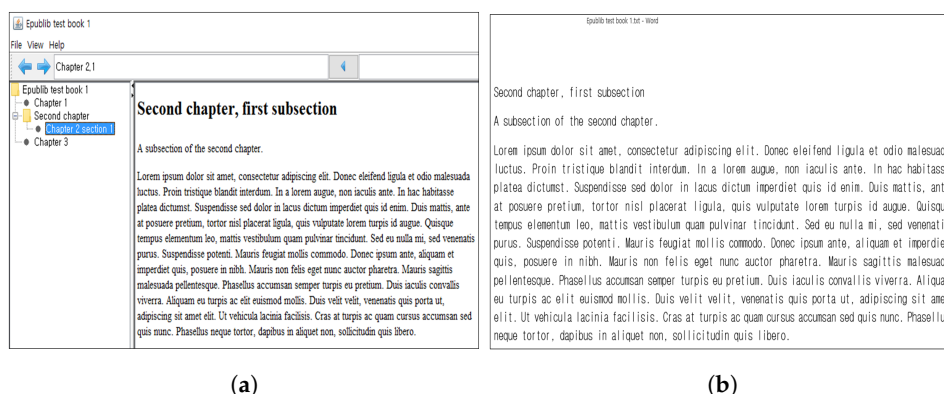 Epublib test book 1
File View Help
Chapter 2,1
Epublib test book 1
Chapter 1
Second chapter
Chapter 2 section 1
Chapter 3
Second chapter, first subsection
A subsection of the second chapter.
Lorem ipsum dolor sit amet, consectetur adipiscing elit. Donec eleifend ligula et odio malesuada
luctus. Proin tristique blandit interdum. In a lorem augue, non iaculis ante. In hac habitasse
platea dictumst. Suspendisse sed dolor in lacus dictum imperdiet quis id enim. Duis mattis, ante
at posuere pretium, tortor nisl placerat ligula, quis vulputate lorem turpis id augue. Quisque
tempus elementum leo, mattis vestibulum quam pulvinar tincidunt. Sed eu nulla mi, sed venenatis
purus. Suspendisse potenti. Mauris feugiat mollis commodo. Donec ipsum ante, aliquam et
imperdiet quis, posuere in nibh. Mauris non felis eget nunc auctor pharetra. Mauris sagittis
malesuada pellentesque. Phasellus accumsan semper turpis eu pretium. Duis iaculis convallis
viverra. Aliquam eu turpis ac elit euismod mollis. Duis velit velit, venenatis quis porta ut,
adipiscing sit amet elit. Ut vehicula lacinia facilisis. Cras at turpis ac quam cursus accumsan sed
quis nunc. Phasellus neque tortor, dapibus in aliquet non, sollicitudin quis libero.
(a)
Epublib test book 1.txt - Word
Second chapter, first subsection
A subsection of the second chapter.
Lorem ipsum dolor sit amet, consectetur adipiscing elit. Donec eleifend ligula et odio malesuad
luctus. Proin tristique blandit interdum. In a lorem augue, non iaculis ante. In hac habitass
platea dictumst. Suspendisse sed dolor in lacus dictum imperdiet quis id enim. Duis mattis, ant
at posuere pretium, tortor nisl placerat ligula, quis vulputate lorem turpis id augue. Quisqu
tempus elementum leo, mattis vestibulum quam pulvinar tincidunt. Sed eu nulla mi, sed venenati
purus. Suspendisse potenti. Mauris feugiat mollis commodo. Donec ipsum ante, aliquam et imperdie
quis, posuere in nibh. Mauris non felis eget nunc auctor pharetra. Mauris sagittis malesuad
pellentesque. Phasellus accumsan semper turpis eu pretium. Duis iaculis convallis viverra. Aliqua
eu turpis ac elit euismod mollis. Duis velit velit, venenatis quis porta ut, adipiscing sit ame
elit. Ut vehicula lacinia facilisis. Cras at turpis ac quam cursus accumsan sed quis nunc. Phasellu
neque tortor, dapibus in aliquet non, sollicitudin quis libero.
(b)